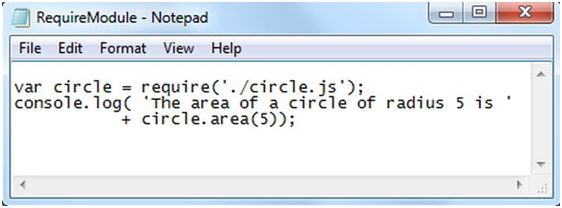 RequireModule - Notepad
File Edit Format View Help
var circle = require('./circle.js');
console.log( 'The area of a circle of radius 5 is '
+ circle.area(5));